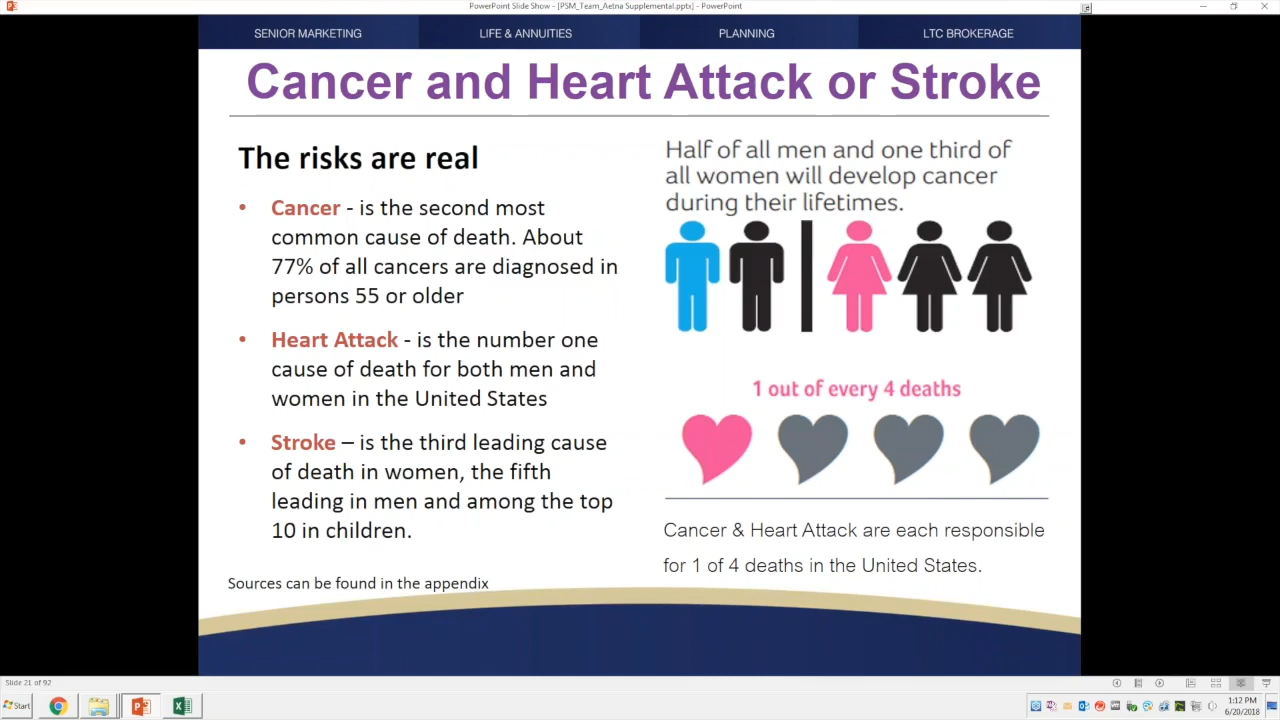 PowerPoint Slide Show - [PSM_Team_Aetna Supplemental.pptx] - PowerPoint
SENIOR MARKETING
LIFE & ANNUITIES
PLANNING
LTC BROKERAGE
Cancer and Heart Attack or Stroke
The risks are real
• Cancer - is the second most
common cause of death. About
77% of all cancers are diagnosed in
persons 55 or older
• Heart Attack - is the number one
cause of death for both men and
women in the United States
• Stroke – is the third leading cause
of death in women, the fifth
leading in men and among the top
10 in children.
Sources can be found in the appendix
Half of all men and one third of
all women will develop cancer
during their lifetimes.
1 out of every 4 deaths
Cancer & Heart Attack are each responsible
for 1 of 4 deaths in the United States.
Slide 21 of 92
Start
1:12 PM
6/20/2018